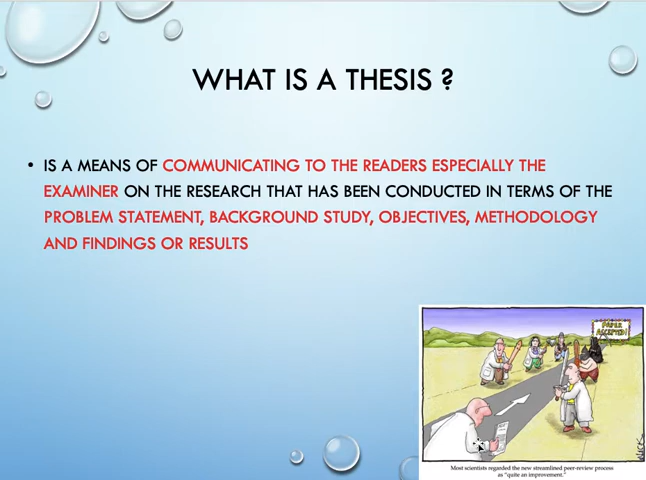 WHAT IS A THESIS ?
• IS A MEANS OF COMMUNICATING TO THE READERS ESPECIALLY THE
EXAMINER ON THE RESEARCH THAT HAS BEEN CONDUCTED IN TERMS OF THE
PROBLEM STATEMENT, BACKGROUND STUDY, OBJECTIVES, METHODOLOGY
AND FINDINGS OR RESULTS
PAPER
ACCEPTED!
Most scientists regarded the new streamlined peer-review process
as "quite an improvement."